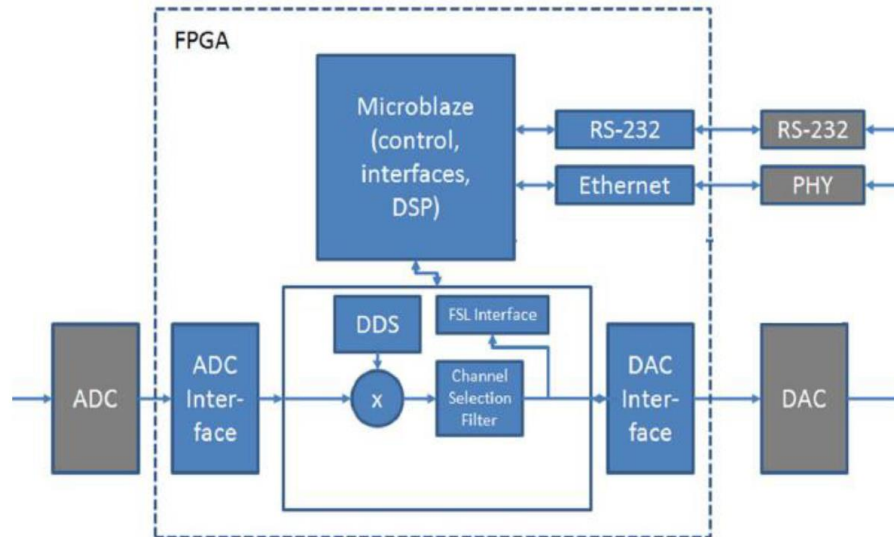 FPGA
Microblaze
(control,
interfaces,
DSP)
RS-232
RS-232
Ethernet
PHY
DDS
FSL Interface
ADC
ADC
Inter-
face
x
Channel
Selection
Filter
DAC
Inter-
face
DAC